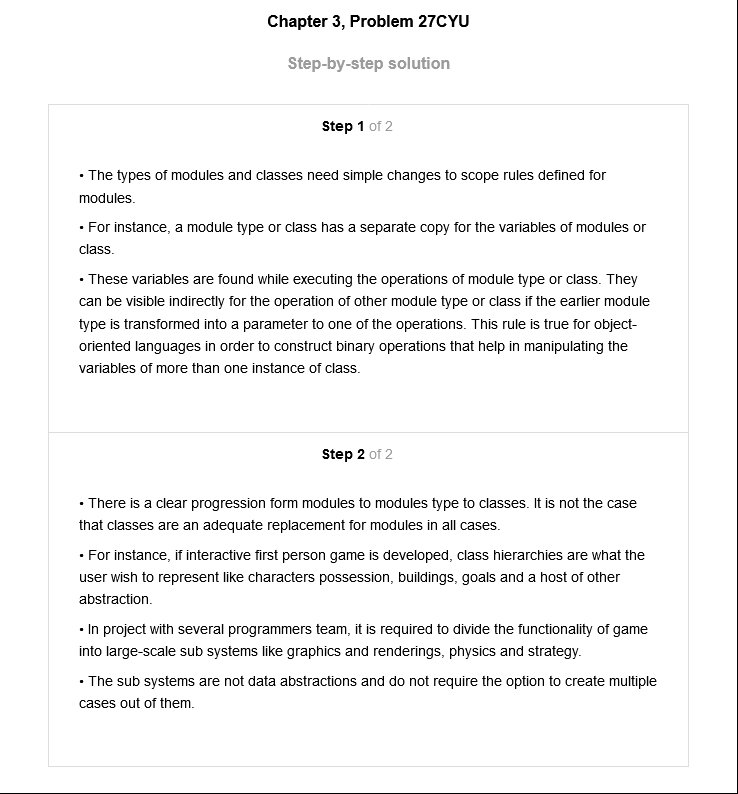 Chapter 3, Problem 27CYU
Step-by-step solution
Step 1 of 2
• The types of modules and classes need simple changes to scope rules defined for
modules.
• For instance, a module type or class has a separate copy for the variables of modules or
class.
• These variables are found while executing the operations of module type or class. They
can be visible indirectly for the operation of other module type or class if the earlier module
type is transformed into a parameter to one of the operations. This rule is true for object-
oriented languages in order to construct binary operations that help in manipulating the
variables of more than one instance of class.
Step 2 of 2
• There is a clear progression form modules to modules type to classes. It is not the case
that classes are an adequate replacement for modules in all cases.
• For instance, if interactive first person game is developed, class hierarchies are what the
user wish to represent like characters possession, buildings, goals and a host of other
abstraction.
• In project with several programmers team, it is required to divide the functionality of game
into large-scale sub systems like graphics and renderings, physics and strategy.
• The sub systems are not data abstractions and do not require the option to create multiple
cases out of them.